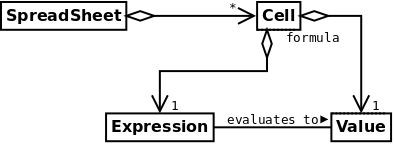 SpreadSheet
*
Cell
formula
1
1
Expression
evaluates to▶
Value